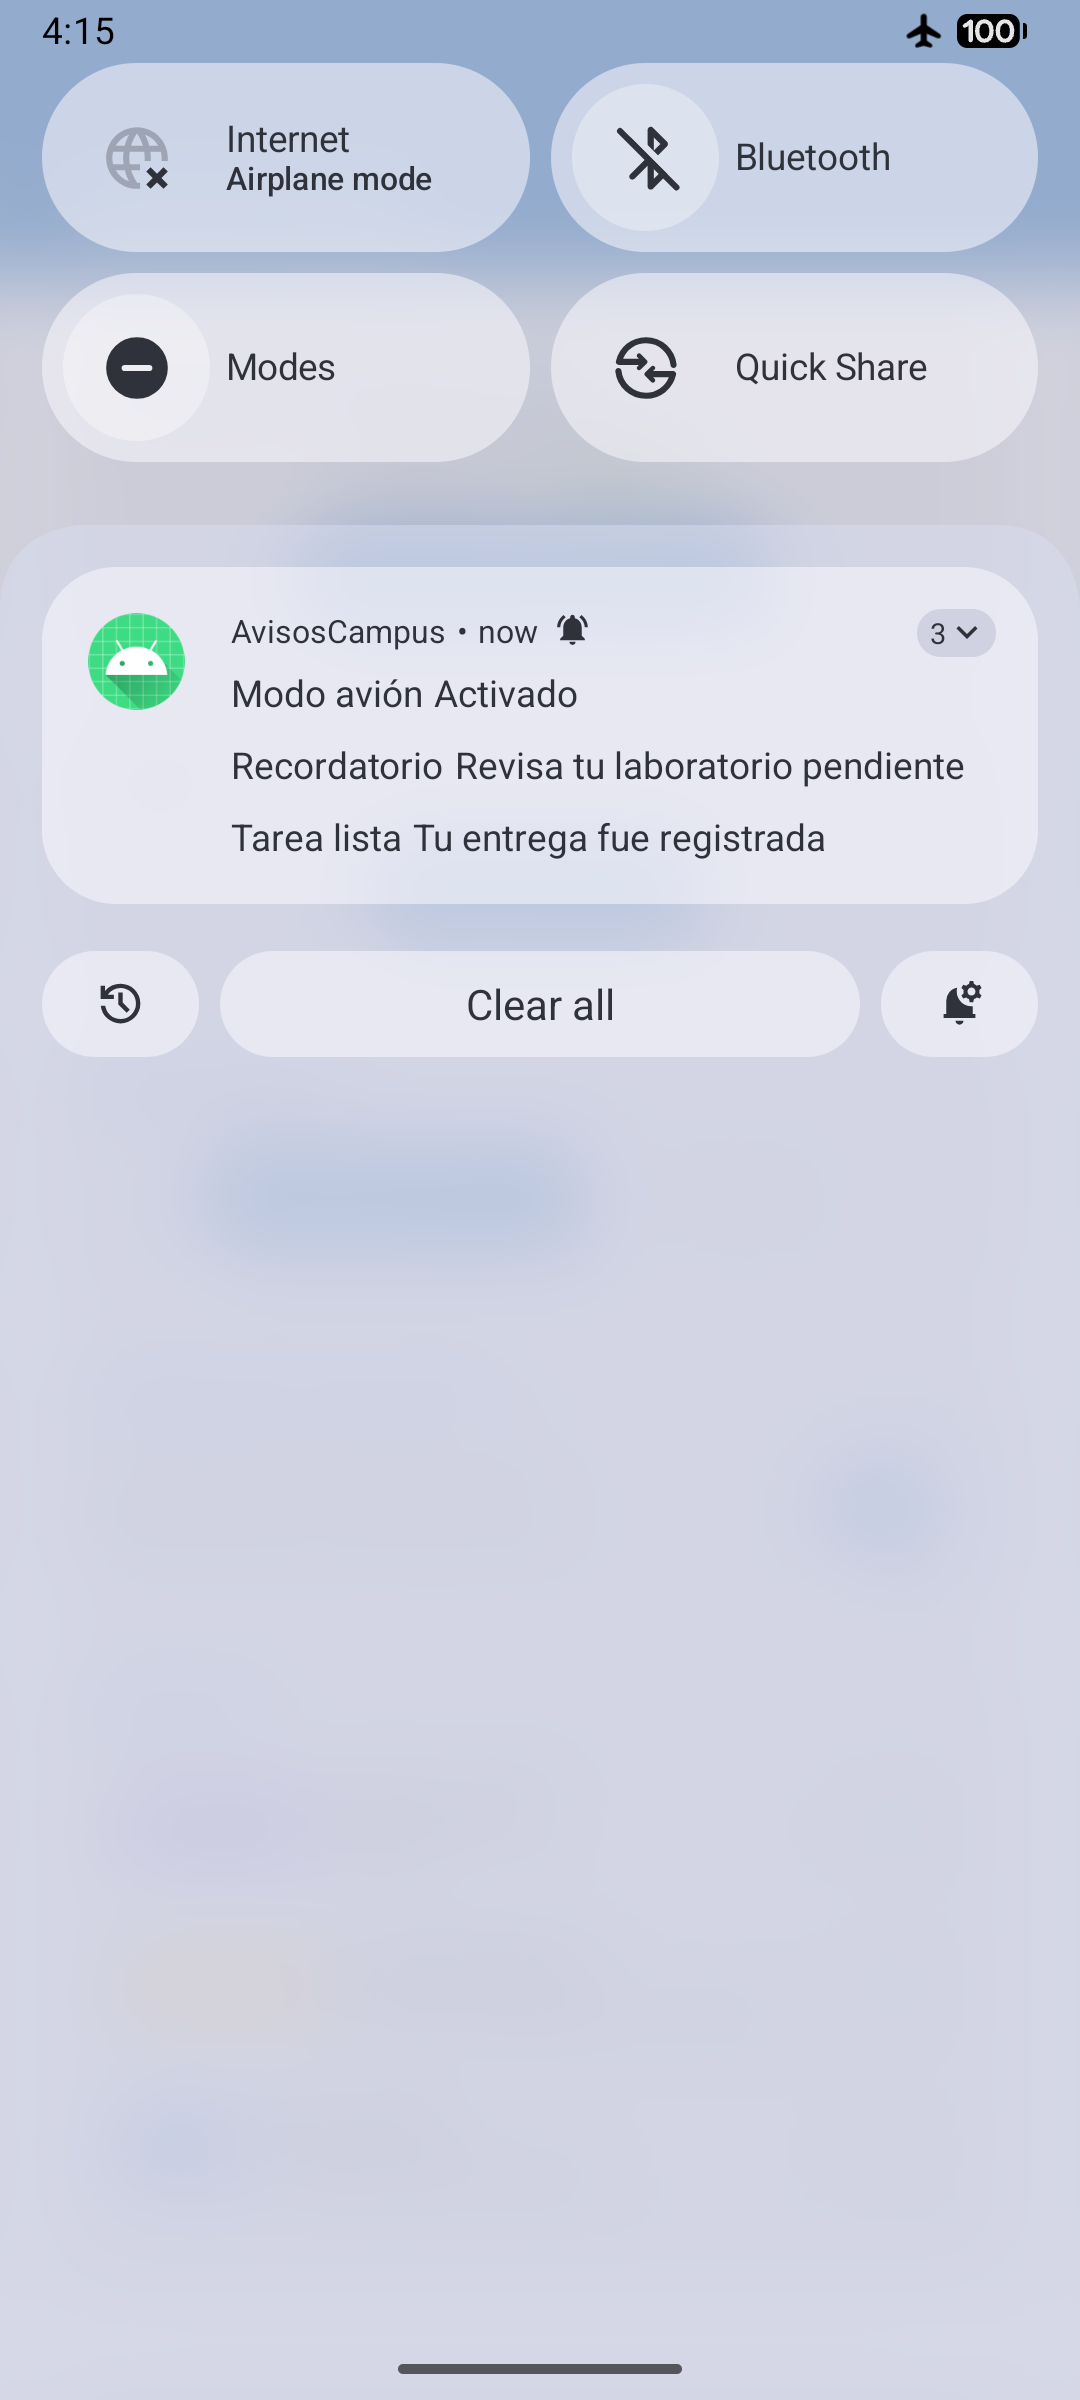 4:15
100
Internet
Airplane mode
Bluetooth
Modes
Quick Share
AvisosCampus • now
3
Modo avión Activado
Recordatorio Revisa tu laboratorio pendiente
Tarea lista Tu entrega fue registrada
Clear all